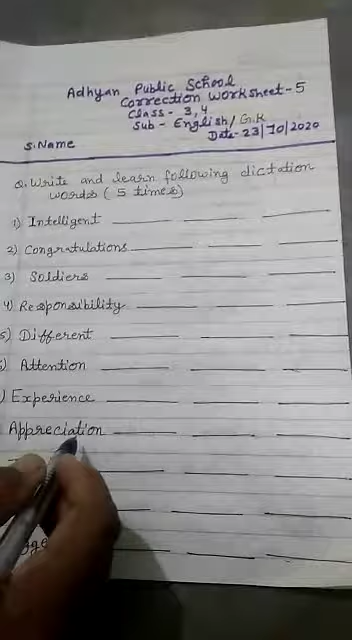 Adhyan Public School
Correction Worksheet-5
Class- 3,4
Sub - English/G.K
Date-23/10/2020
S.Name
Q. Write and learn following dictation
words (5 times)
1) Intelligent
2) Congratulations
3) Soldiers
4) Responsibility
5) Different
) Attention
) Experience
Appreciation